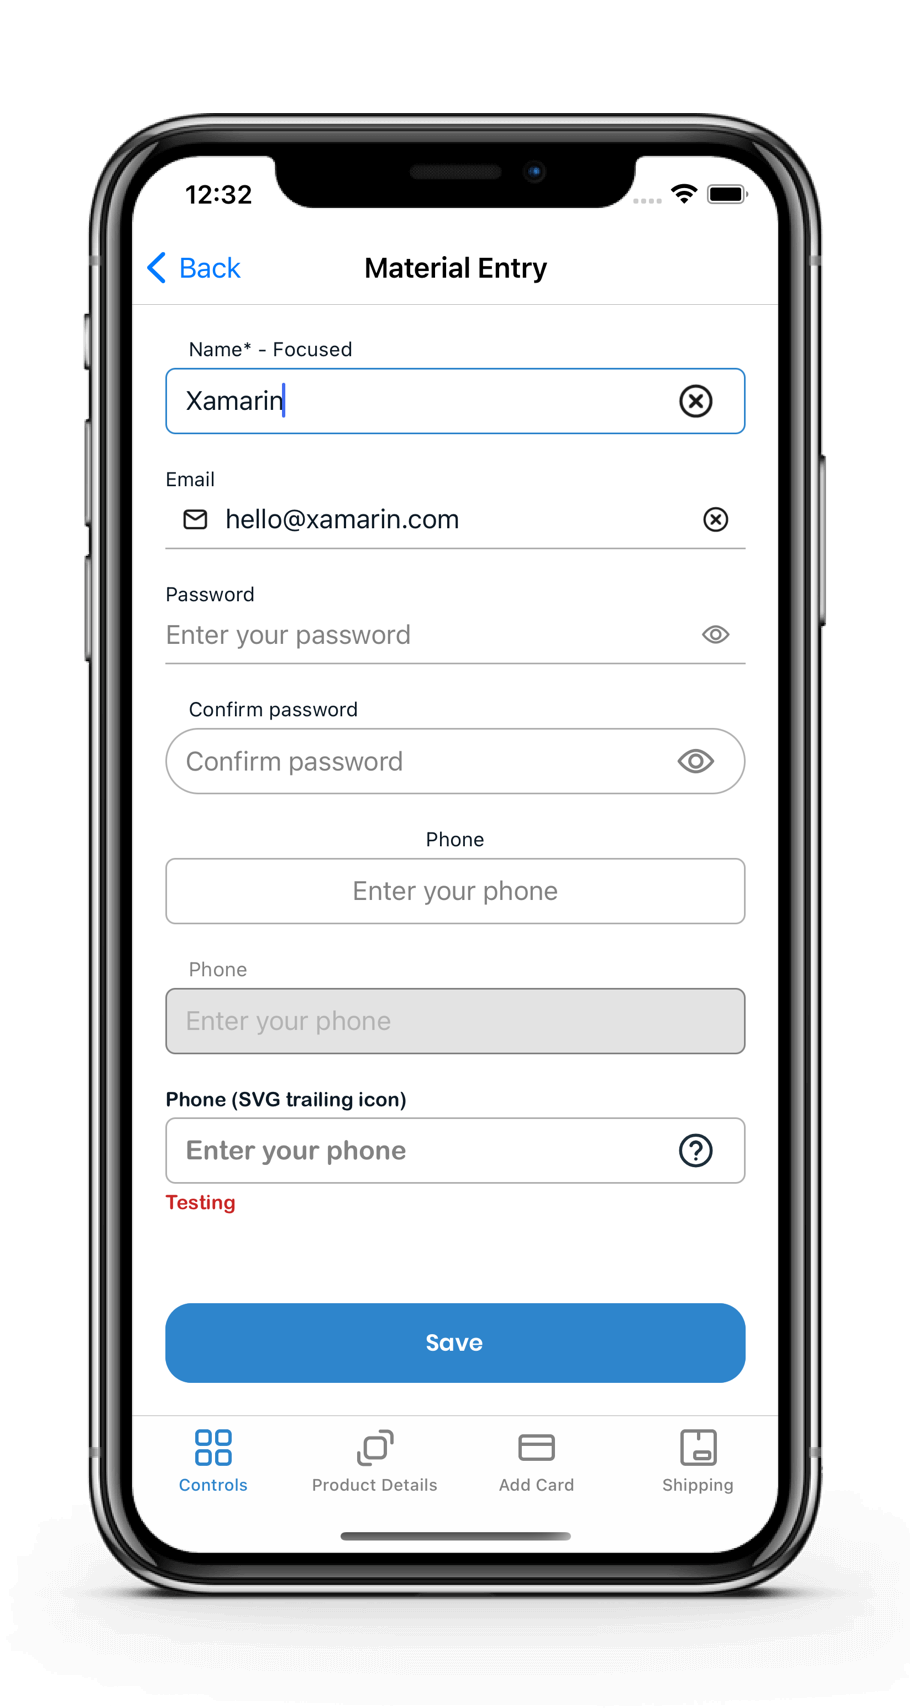 12:32
Back
Material Entry
Name* - Focused
Xamarin
Email
hello@xamarin.com
Password
Enter your password
Confirm password
Confirm password
Phone
Enter your phone
Phone
Enter your phone
Phone (SVG trailing icon)
Enter your phone
Testing
Save
Controls
Product Details
Add Card
Shipping